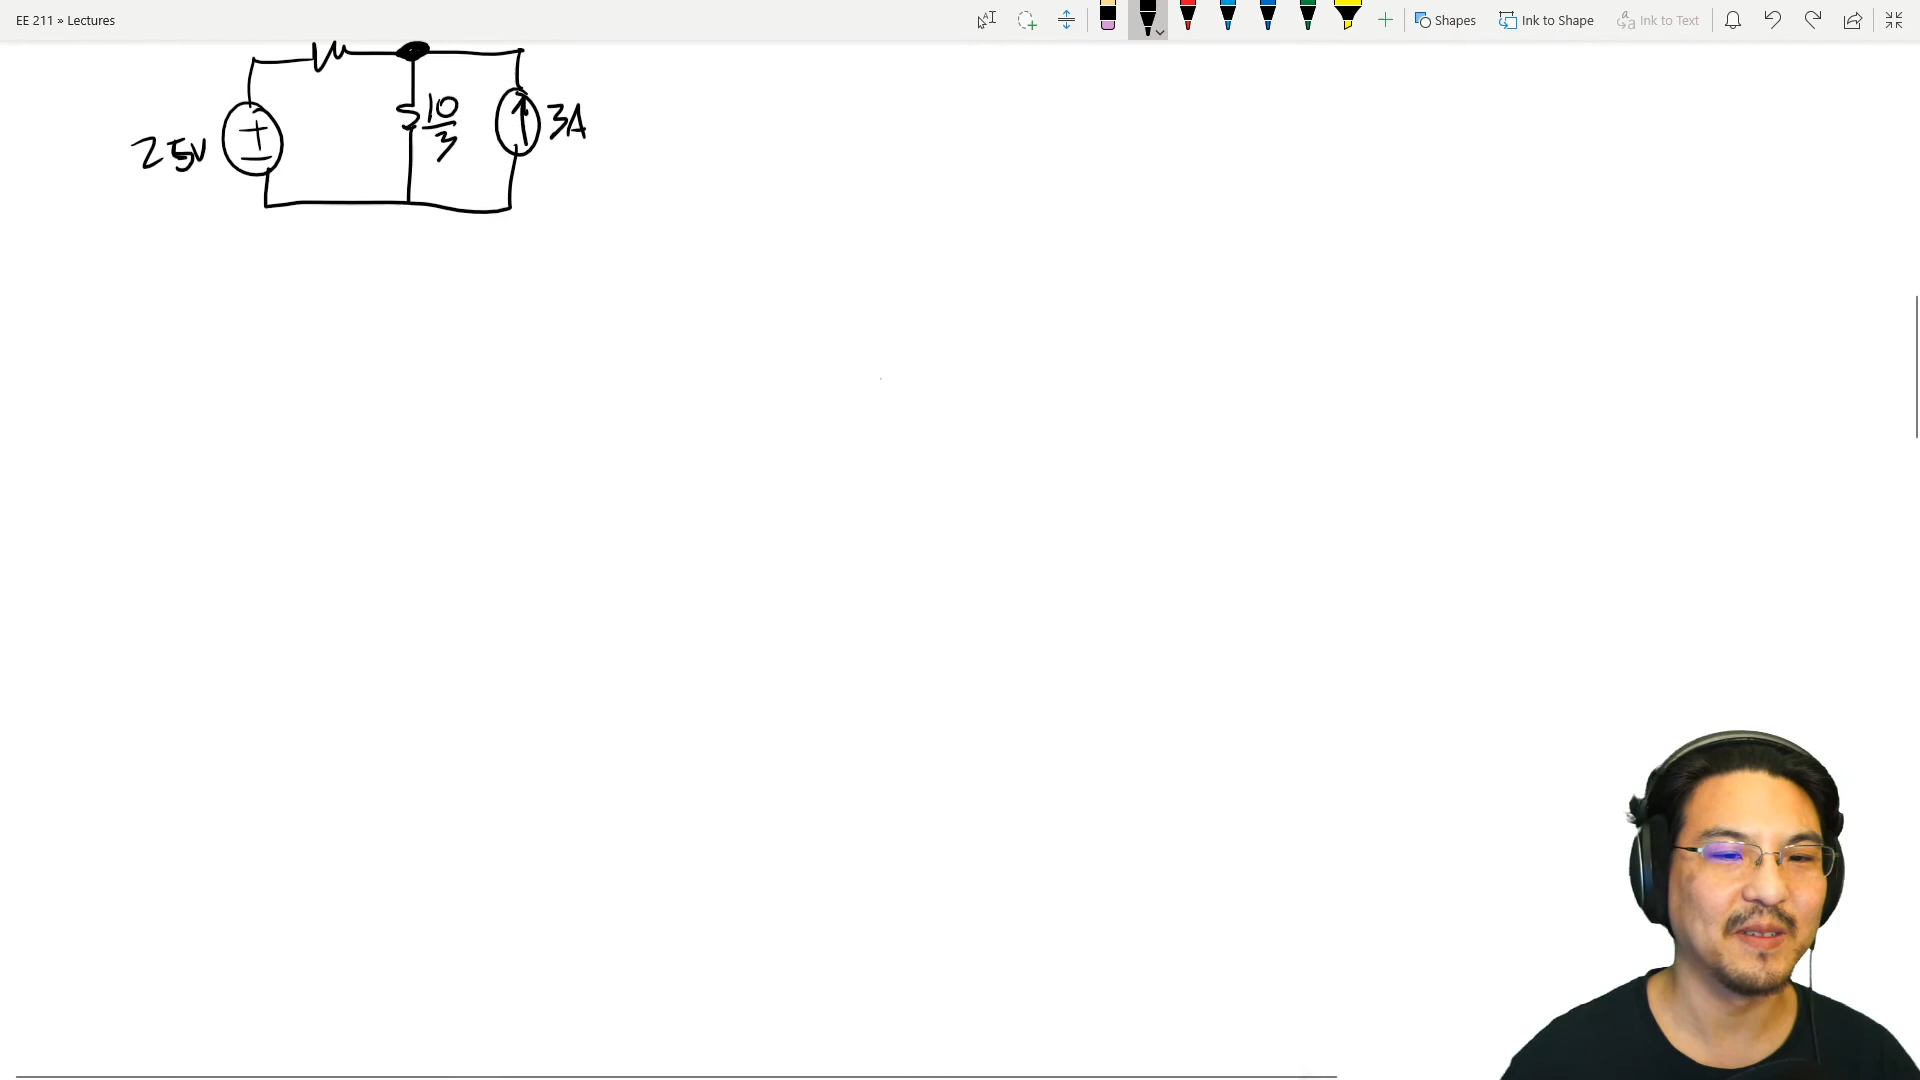 EE 211 » Lectures
Shapes
Ink to Shape
Ink to Text
25V
10
3
3A